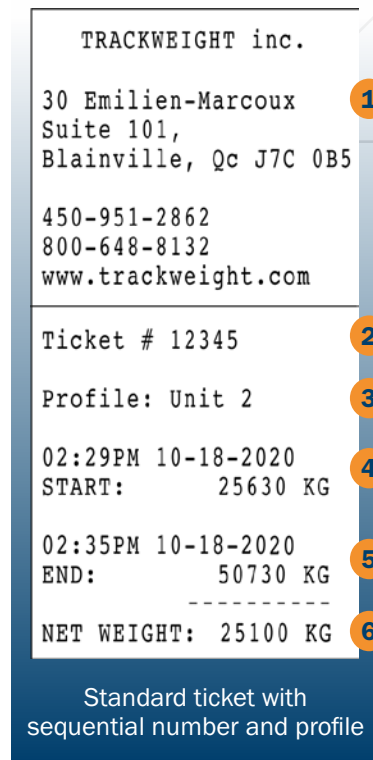 TRACKWEIGHT inc.
30 Emilien-Marcoux
1
Suite 101,
Blainville, Qc J7C 0B5
450-951-2862
800-648-8132
www.trackweight.com
Ticket # 12345
2
Profile: Unit 2
3
02:29PM 10-18-2020
4
START: 25630 KG
02:35PM 10-18-2020
5
END: 50730 KG
----------
NET WEIGHT: 25100 KG
6
Standard ticket with
sequential number and profile